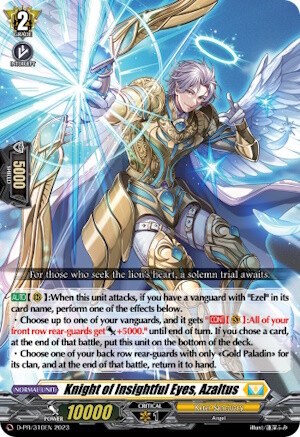 2
GRADE
INTERCEPT
5000
SHIELD
For those who seek the lion's heart, a solemn trial awaits.
AUTO【 】:When this unit attacks, if you have a vanguard with "Ezel" in its
card name, perform one of the effects below.
・Choose up to one of your vanguards, and it gets "CONT【 】:All of your
front row rear-guards get +5000." until end of turn. If you chose a card,
at the end of that battle, put this unit on the bottom of the deck.
・Choose one of your back row rear-guards with only <Gold Paladin> for
its clan, and at the end of that battle, return them to hand.
NORMAL UNIT
Knight of Insightful Eyes, Azaltus
POWER
10000
CRITICAL
1
Keter Sanctuary
Angel
D-PR/310EN 2023